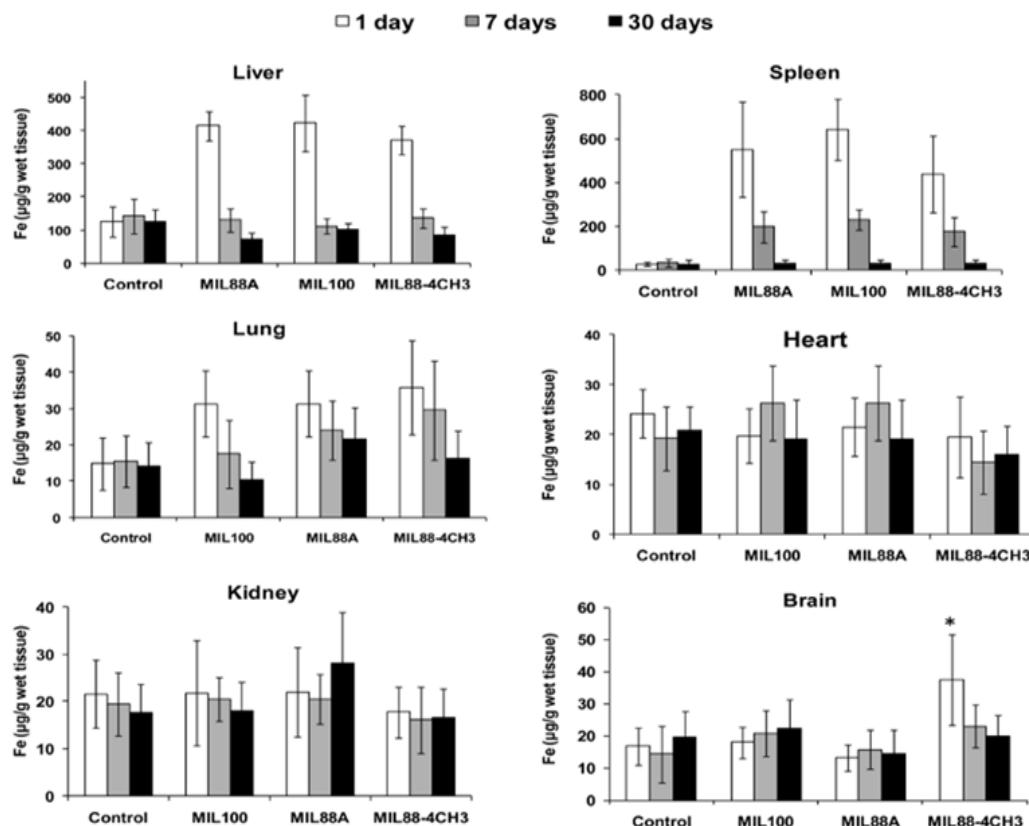 1 day 7 days 30 days
Liver
Fe (µg/g wet tissue)
500
400
300
200
100
0
Control MIL88A MIL100 MIL88-4CH3
Spleen
Fe (µg/g wet tissue)
800
600
400
200
0
Control MIL88A MIL100 MIL88-4CH3
Lung
Fe (µg/g wet tissue)
50
40
30
20
10
0
Control MIL100 MIL88A MIL88-4CH3
Heart
Fe (µg/g wet tissue)
40
30
20
10
0
Control MIL100 MIL88A MIL88-4CH3
Kidney
Fe (µg/g wet tissue)
40
30
20
10
0
Control MIL100 MIL88A MIL88-4CH3
Brain
Fe (µg/g wet tissue)
60
50
40
30
20
10
0
*
Control MIL100 MIL88A MIL88-4CH3